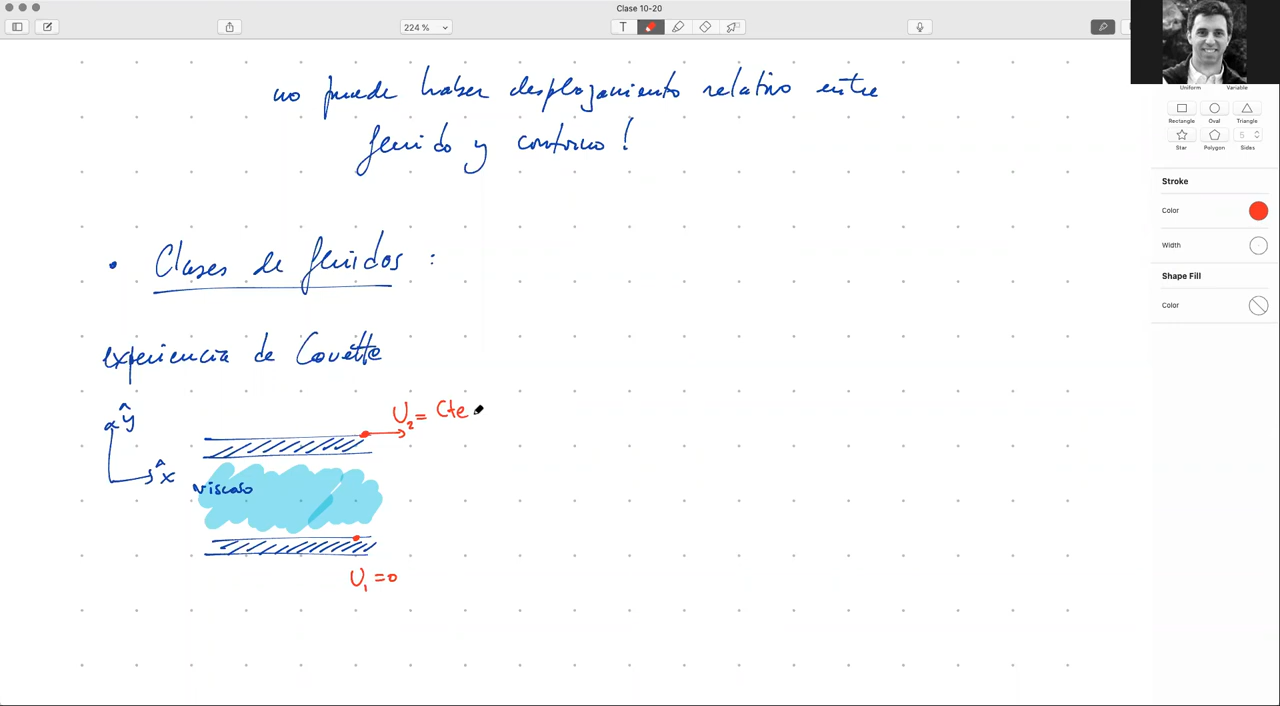 Clase 10-20
224 %
T
no puede haber desplazamiento relativo entre
fluido y contorno !
• Clases de fluidos :
experiencia de Couette
ŷ
x̂
U₂ = Cte
viscoso
U₁ = 0
Uniform Variable
Rectangle Oval Triangle
5
Star Polygon Sides
Stroke
Color
Width
Shape Fill
Color